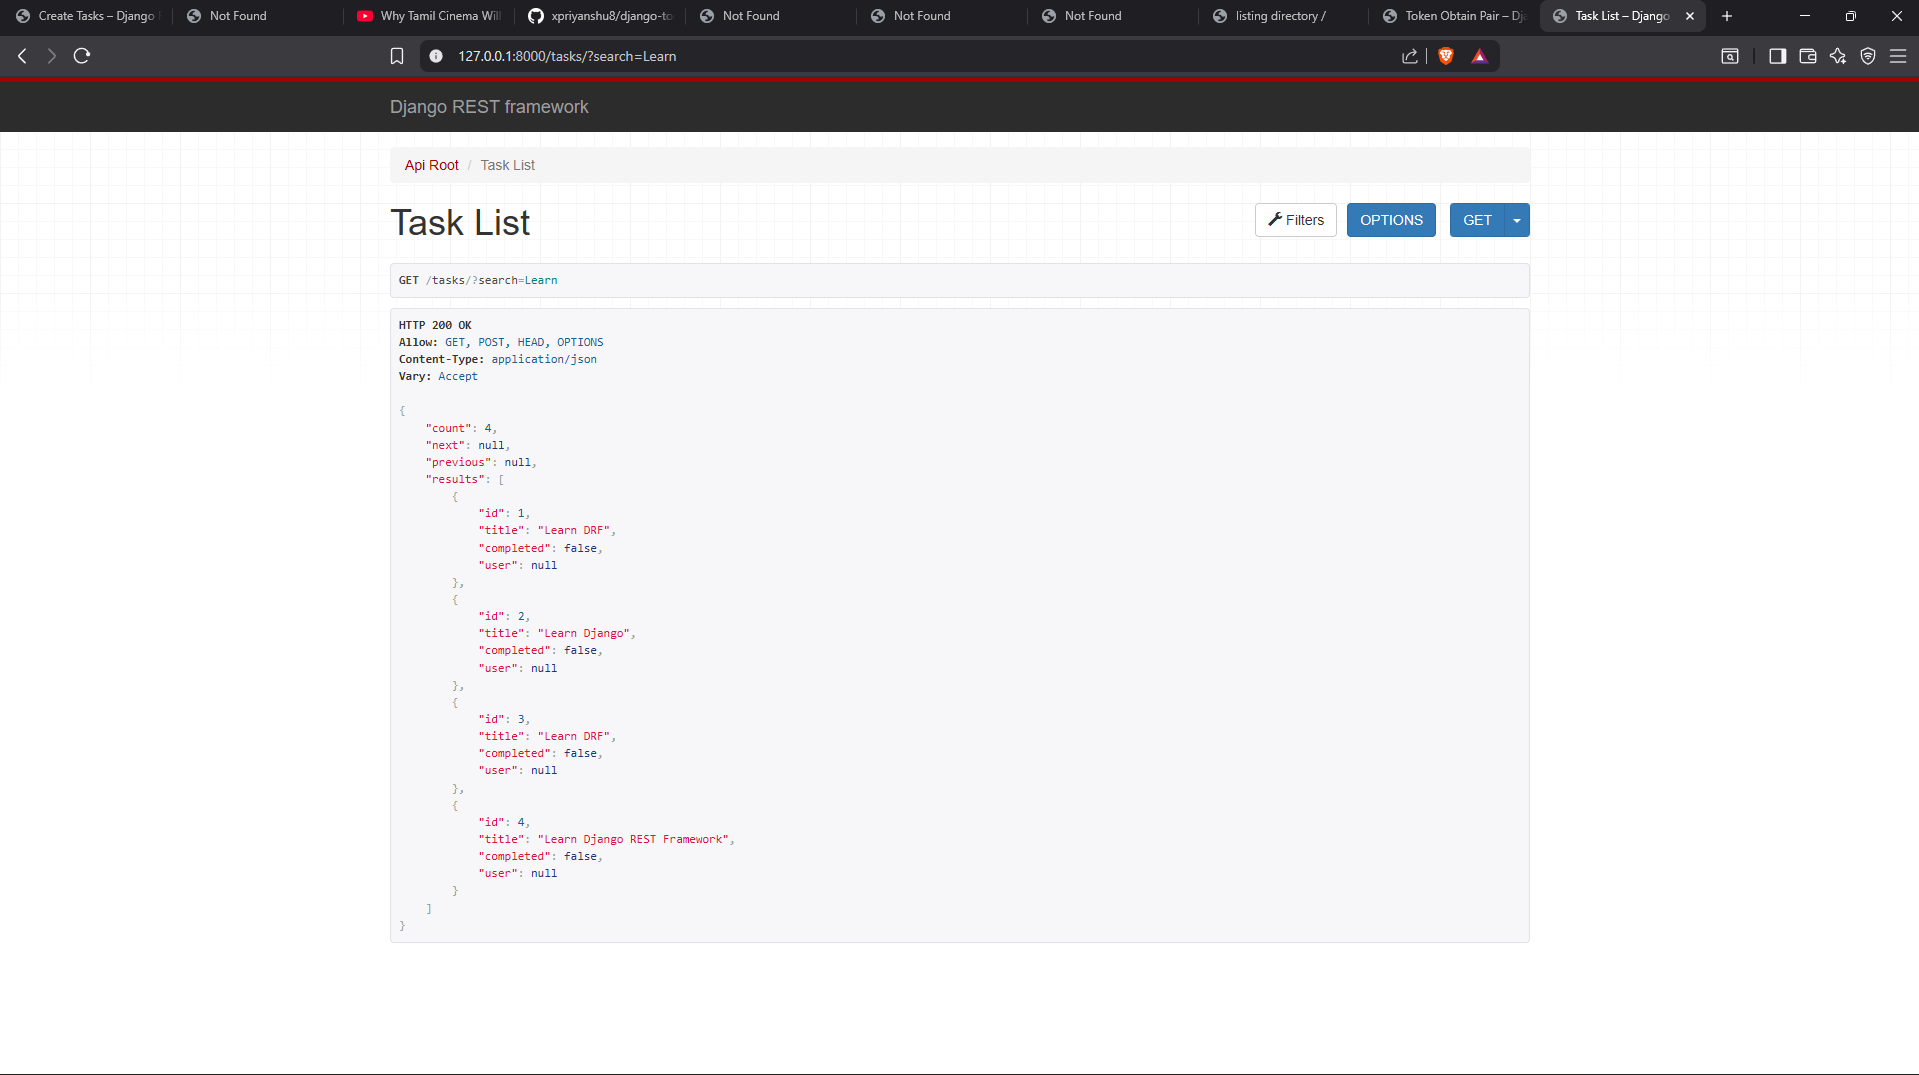 Create Tasks – Django
Not Found
Why Tamil Cinema Wil
xpriyanshu8/django-to
Not Found
Not Found
Not Found
listing directory /
Token Obtain Pair – Dj
Task List – Django
127.0.0.1:8000/tasks/?search=Learn
Django REST framework
Api Root / Task List
Task List
Filters
OPTIONS
GET
GET /tasks/?search=Learn
HTTP 200 OK
Allow: GET, POST, HEAD, OPTIONS
Content-Type: application/json
Vary: Accept
{
    "count": 4,
    "next": null,
    "previous": null,
    "results": [
        {
            "id": 1,
            "title": "Learn DRF",
            "completed": false,
            "user": null
        },
        {
            "id": 2,
            "title": "Learn Django",
            "completed": false,
            "user": null
        },
        {
            "id": 3,
            "title": "Learn DRF",
            "completed": false,
            "user": null
        },
        {
            "id": 4,
            "title": "Learn Django REST Framework",
            "completed": false,
            "user": null
        }
    ]
}